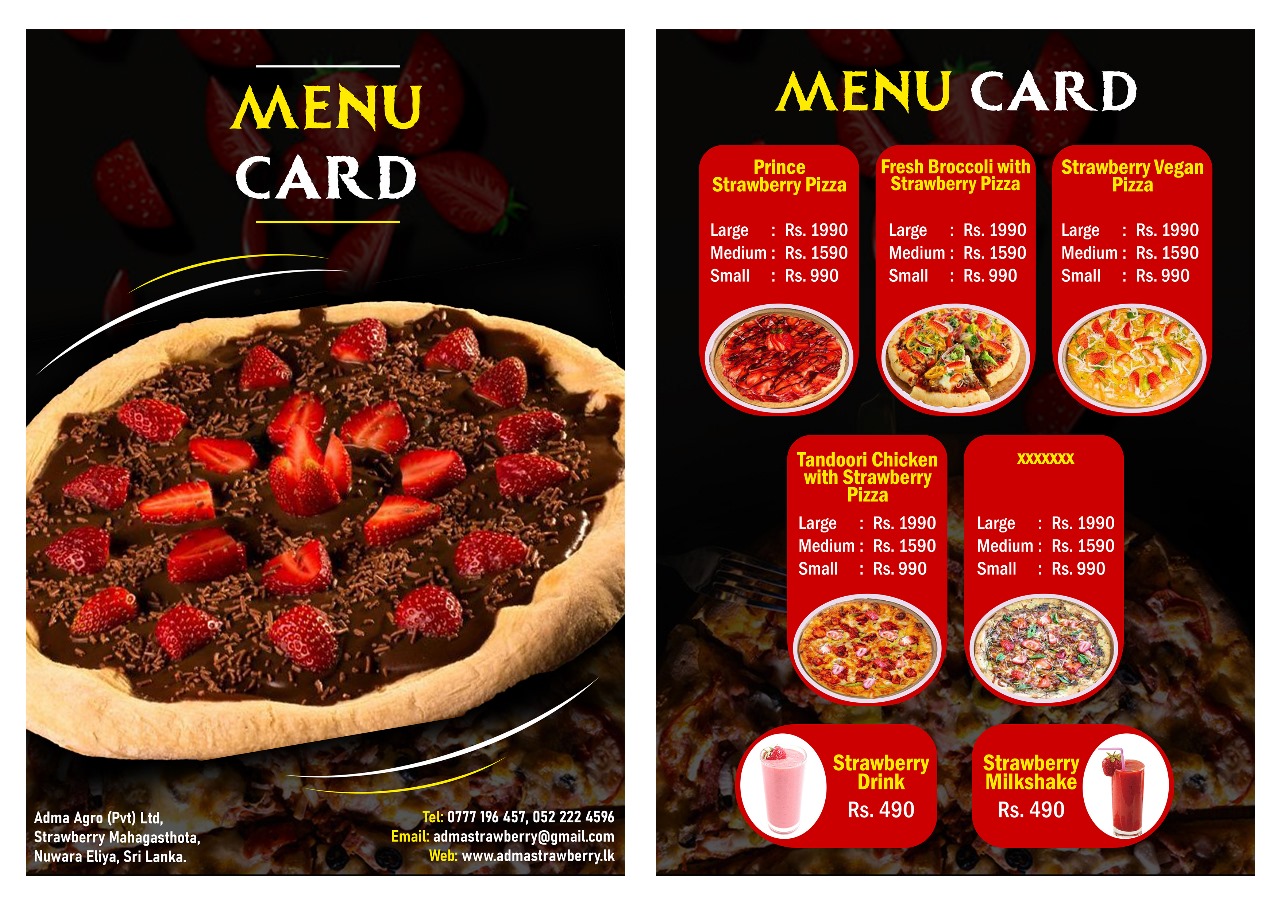 MENU
CARD
Adma Agro (Pvt) Ltd,
Strawberry Mahagasthota,
Nuwara Eliya, Sri Lanka.
Tel: 0777 196 457, 052 222 4596
Email: admastrawberry@gmail.com
Web: www.admastrawberry.lk
MENU CARD
Prince
Strawberry Pizza
Large : Rs. 1990
Medium : Rs. 1590
Small : Rs. 990
Fresh Broccoli with
Strawberry Pizza
Large : Rs. 1990
Medium : Rs. 1590
Small : Rs. 990
Strawberry Vegan
Pizza
Large : Rs. 1990
Medium : Rs. 1590
Small : Rs. 990
Tandoori Chicken
with Strawberry
Pizza
Large : Rs. 1990
Medium : Rs. 1590
Small : Rs. 990
xxxxxxx
Large : Rs. 1990
Medium : Rs. 1590
Small : Rs. 990
Strawberry
Drink
Rs. 490
Strawberry
Milkshake
Rs. 490